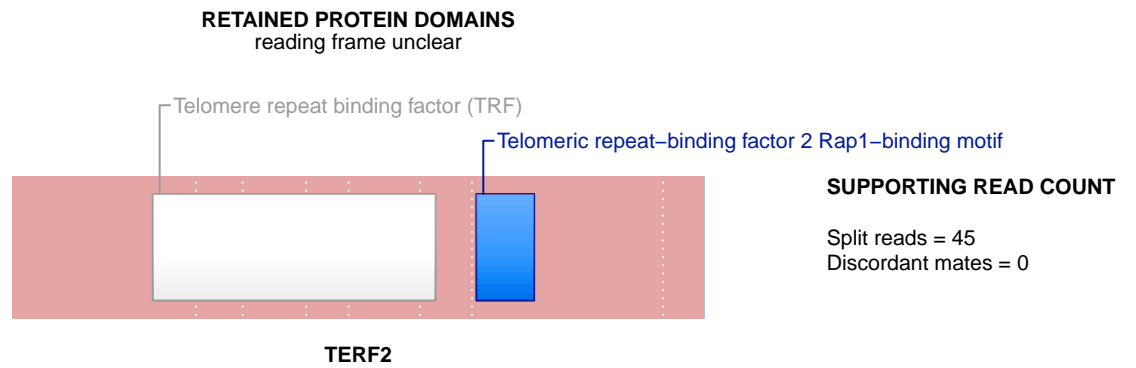 RETAINED PROTEIN DOMAINS
reading frame unclear
Telomere repeat binding factor (TRF)
Telomeric repeat−binding factor 2 Rap1−binding motif
SUPPORTING READ COUNT
Split reads = 45
Discordant mates = 0
TERF2